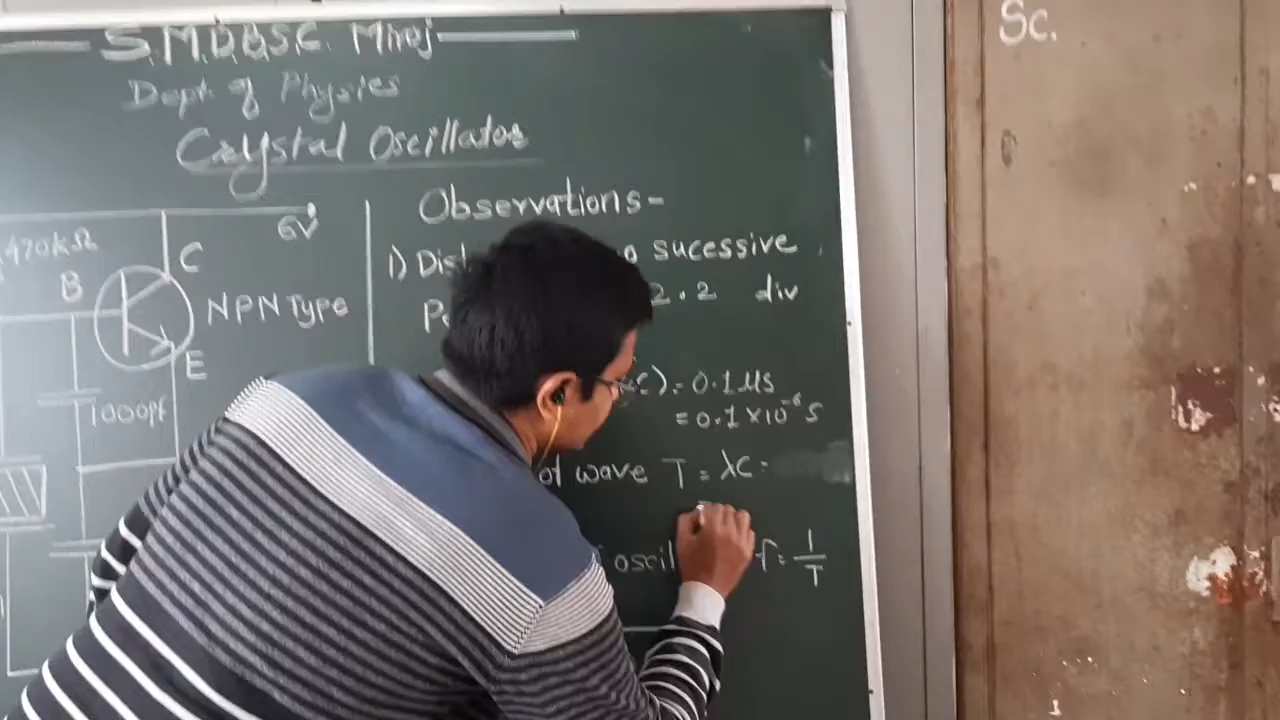 S.M.D.B.S.C. Miraj
Dept of Physics
Crystal Oscillator
6V
470kΩ
C
B
NPN Type
E
1000pf
Observations-
1) Dis sucessive
2.2 div
= 0.1 μs
= 0.1 × 10⁻⁶ s
of wave T = λC =
oscil f = 1/T
Sc.